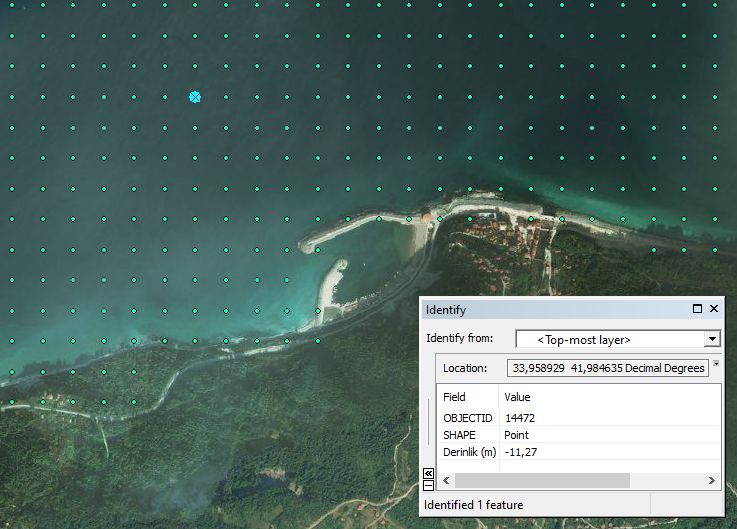 Identify
Identify from: <Top-most layer>
Location: 33,958929 41,984635 Decimal Degrees
Field Value
OBJECTID 14472
SHAPE Point
Derinlik (m) -11,27
Identified 1 feature